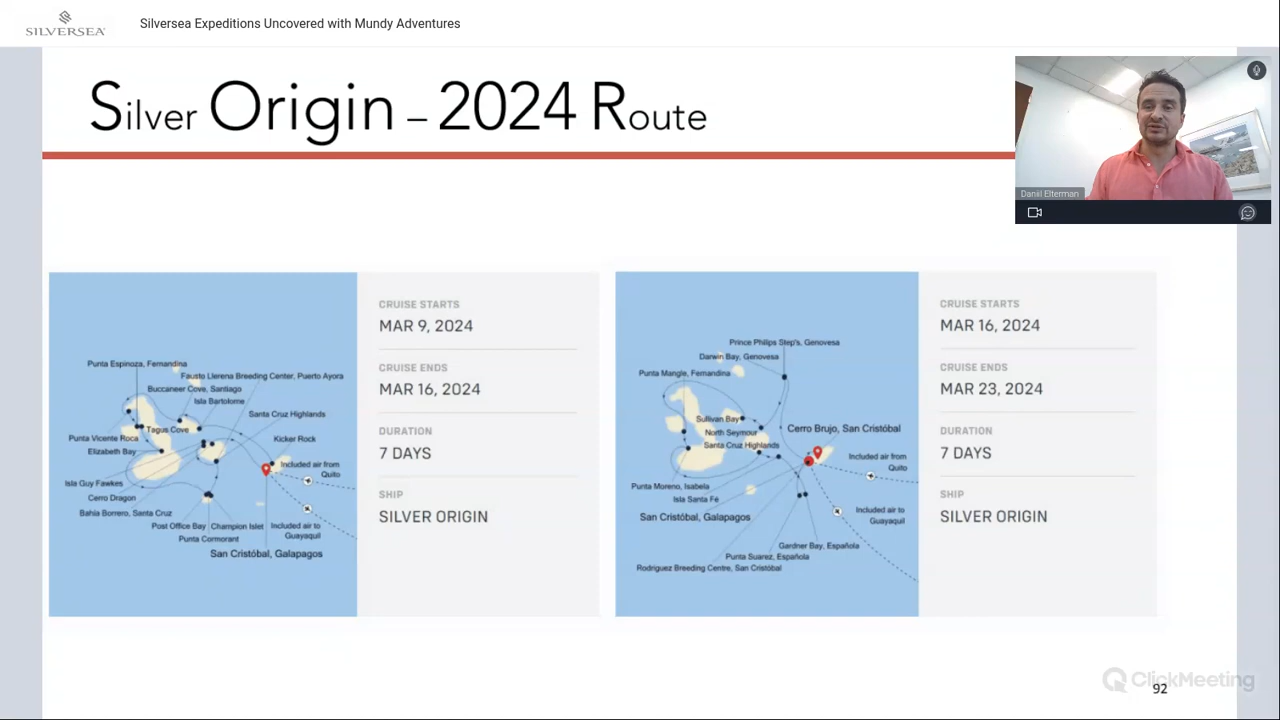 SILVERSEA
Silversea Expeditions Uncovered with Mundy Adventures
Silver Origin – 2024 Route
Daniil Elterman
Punta Espinoza, Fernandina
Fausto Llerena Breeding Center, Puerto Ayora
Buccaneer Cove, Santiago
Isla Bartolome
Santa Cruz Highlands
Tagus Cove
Punta Vicente Roca
Kicker Rock
Elizabeth Bay
Included air from
Quito
Isla Guy Fawkes
Cerro Dragon
Bahia Borrero, Santa Cruz
Post Office Bay
Champion Islet
Included air to
Guayaquil
Punta Cormorant
San Cristóbal, Galapagos
CRUISE STARTS
MAR 9, 2024
CRUISE ENDS
MAR 16, 2024
DURATION
7 DAYS
SHIP
SILVER ORIGIN
Prince Philips Step's, Genovesa
Darwin Bay, Genovesa
Punta Mangle, Fernandina
Sullivan Bay
North Seymour
Cerro Brujo, San Cristóbal
Santa Cruz Highlands
Included air from
Quito
Punta Moreno, Isabela
Isla Santa Fe
San Cristóbal, Galapagos
Included air to
Guayaquil
Gardner Bay, Española
Punta Suarez, Española
Rodriguez Breeding Centre, San Cristóbal
CRUISE STARTS
MAR 16, 2024
CRUISE ENDS
MAR 23, 2024
DURATION
7 DAYS
SHIP
SILVER ORIGIN
ClickMeeting
92